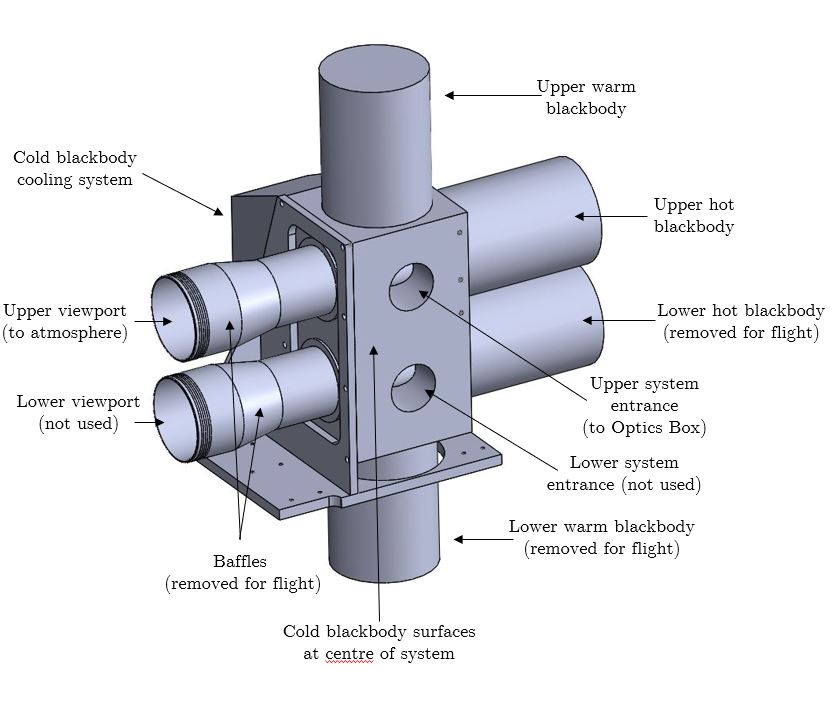 Upper warm
blackbody
Cold blackbody
cooling system
Upper hot
blackbody
Upper viewport
(to atmosphere)
Lower hot blackbody
(removed for flight)
Upper system
entrance
(to Optics Box)
Lower viewport
(not used)
Lower system
entrance (not used)
Lower warm blackbody
(removed for flight)
Baffles
(removed for flight)
Cold blackbody surfaces
at centre of system